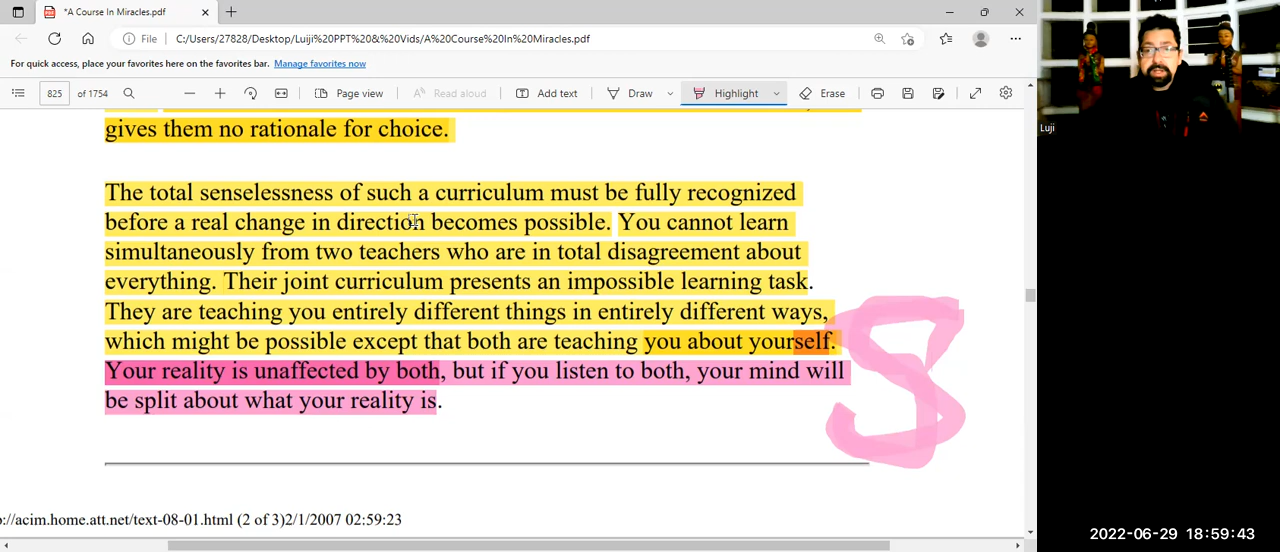 *A Course In Miracles.pdf
File C:/Users/27828/Desktop/Luiji%20PPT%20&%20Vids/A%20Course%20In%20Miracles.pdf
For quick access, place your favorites here on the favorites bar. Manage favorites now
825 of 1754 Page view Read aloud Add text Draw Highlight Erase
gives them no rationale for choice.
The total senselessness of such a curriculum must be fully recognized
before a real change in direction becomes possible. You cannot learn
simultaneously from two teachers who are in total disagreement about
everything. Their joint curriculum presents an impossible learning task.
They are teaching you entirely different things in entirely different ways,
which might be possible except that both are teaching you about yourself.
Your reality is unaffected by both, but if you listen to both, your mind will
be split about what your reality is.
://acim.home.att.net/text-08-01.html (2 of 3)2/1/2007 02:59:23
Luji
2022-06-29 18:59:43